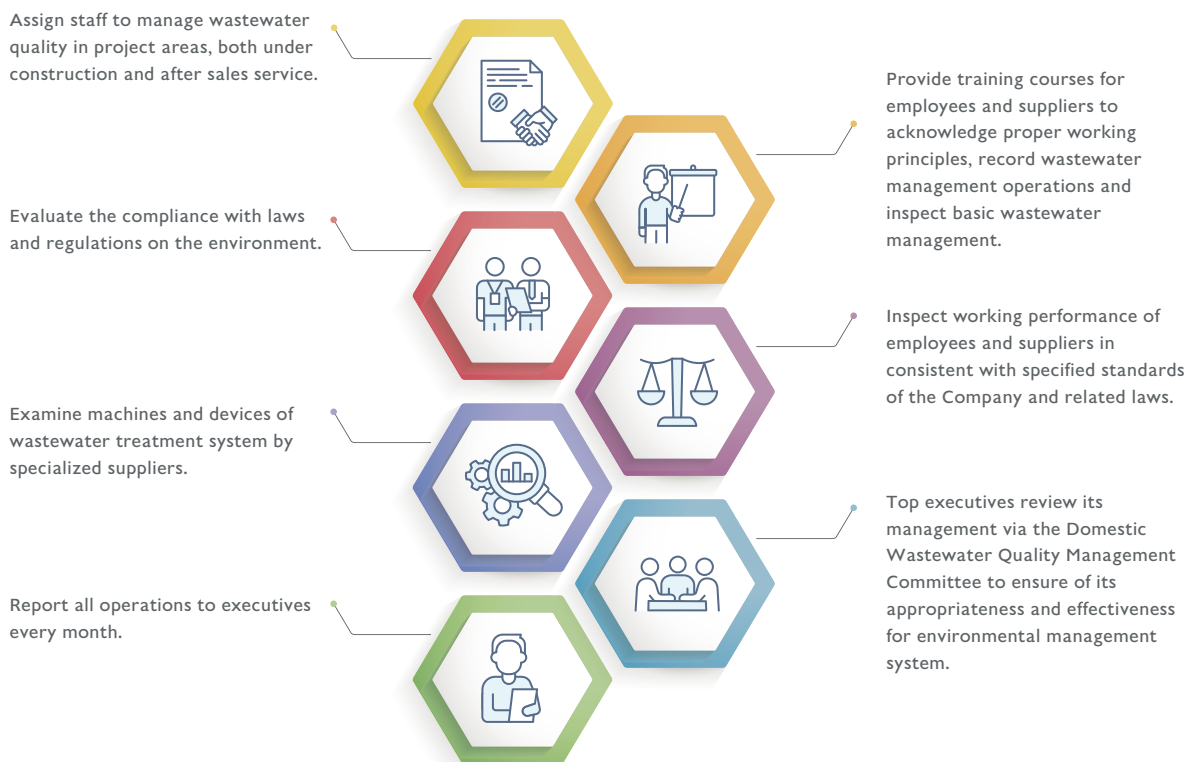 Assign staff to manage wastewater
quality in project areas, both under
construction and after sales service.
Provide training courses for
employees and suppliers to
acknowledge proper working
principles, record wastewater
management operations and
inspect basic wastewater
management.
Evaluate the compliance with laws
and regulations on the environment.
Inspect working performance of
employees and suppliers in
consistent with specified standards
of the Company and related laws.
Examine machines and devices of
wastewater treatment system by
specialized suppliers.
Top executives review its
management via the Domestic
Wastewater Quality Management
Committee to ensure of its
appropriateness and effectiveness
for environmental management
system.
Report all operations to executives
every month.